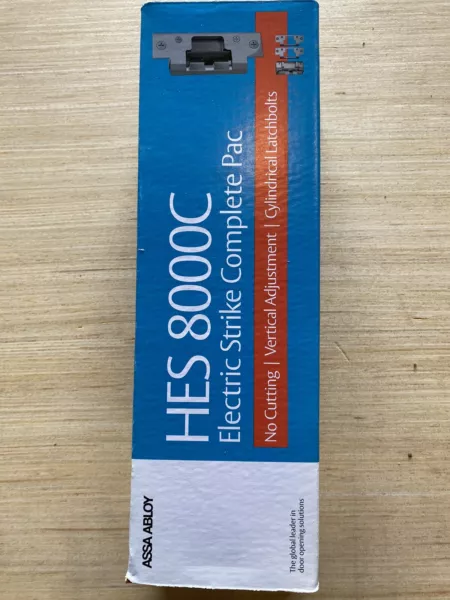 HES 8000C
Electric Strike Complete Pac
No Cutting | Vertical Adjustment | Cylindrical Latchbolts
ASSA ABLOY
The global leader in
door opening solutions